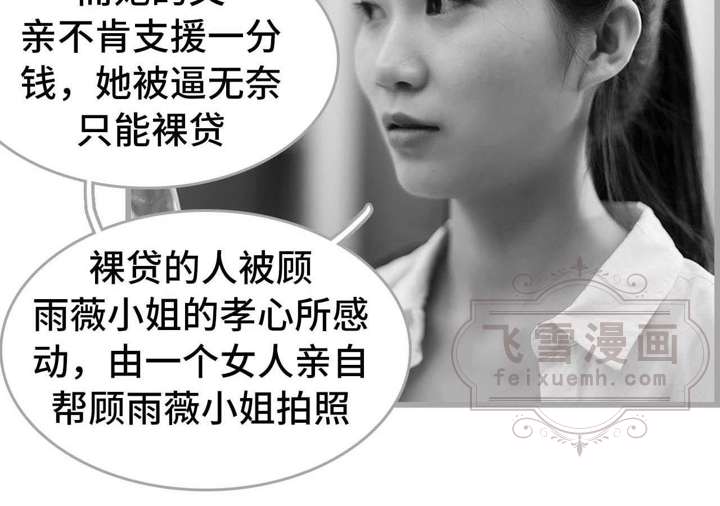 亲不肯支援一分
钱，她被逼无奈
只能裸贷
裸贷的人被顾
雨薇小姐的孝心所感
动，由一个女人亲自
帮顾雨薇小姐拍照
飞雪漫画
feixuemh.com